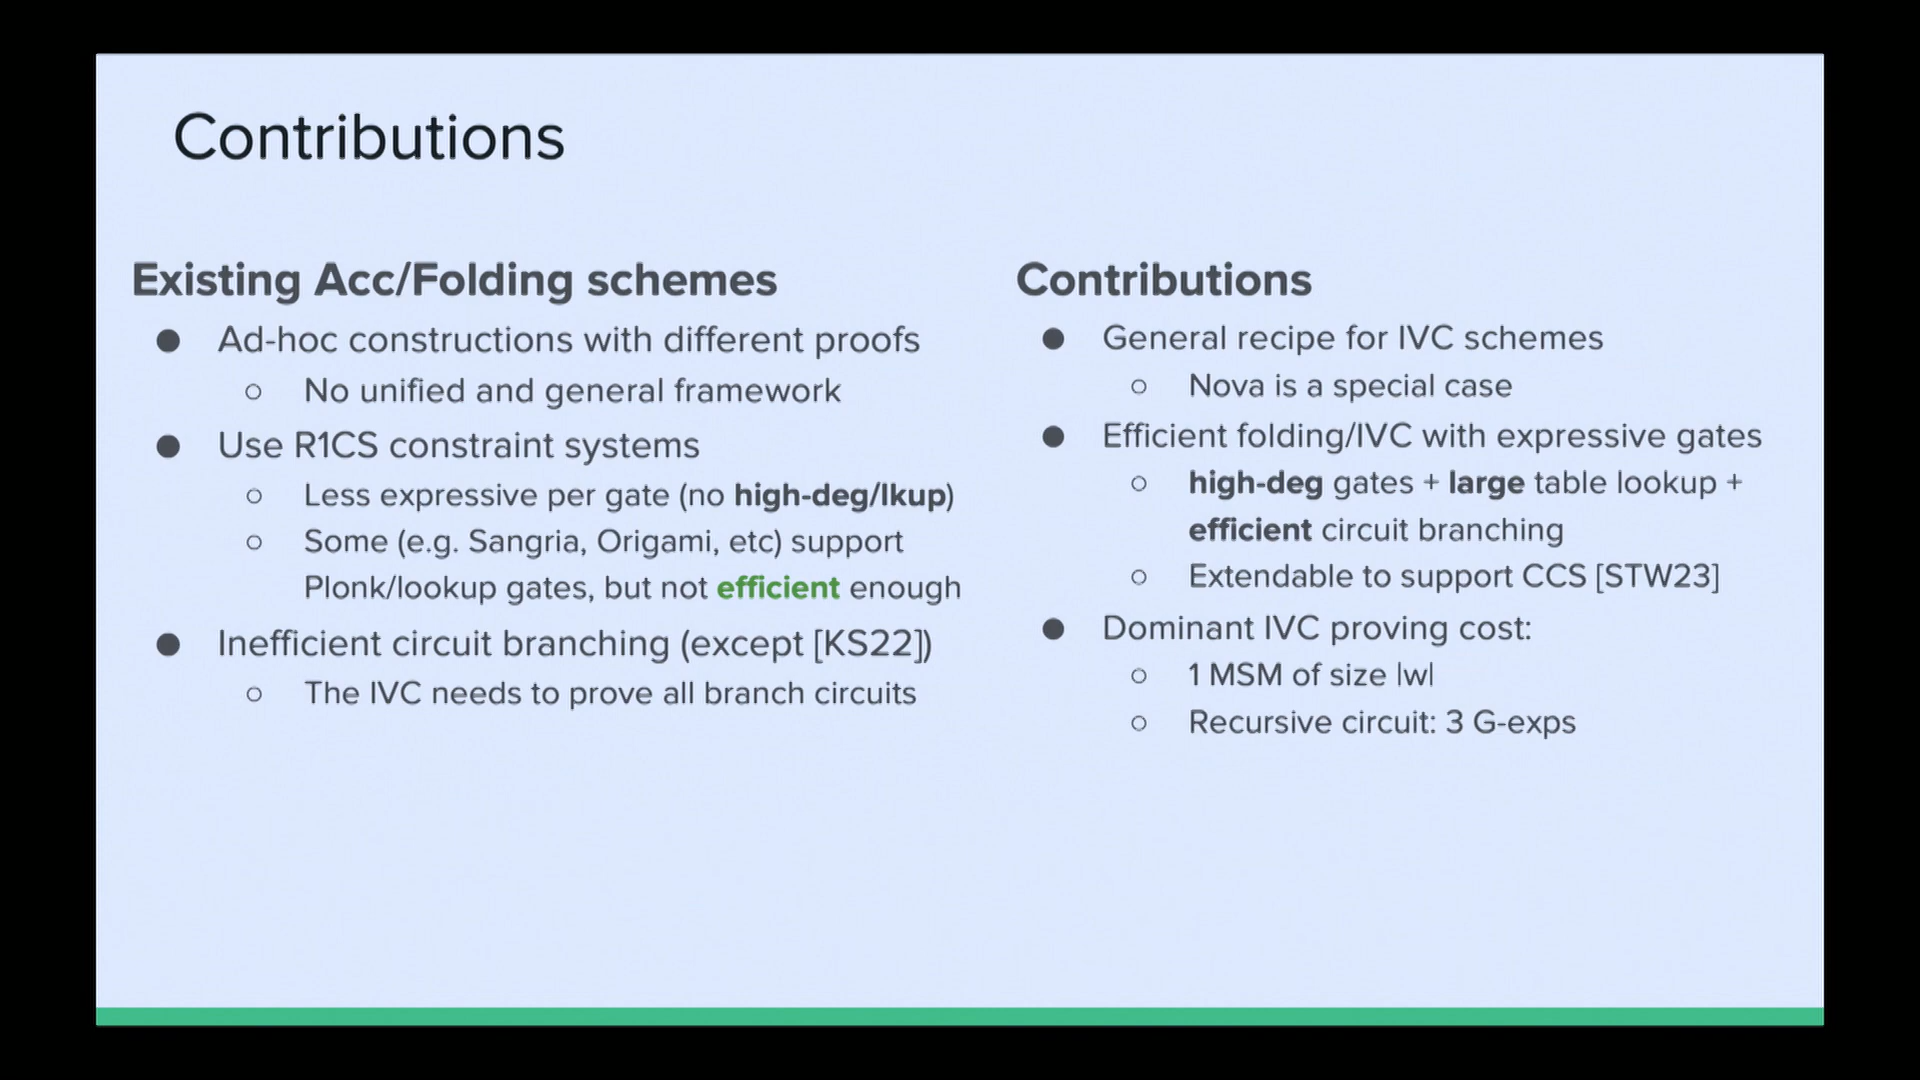 Contributions
Existing Acc/Folding schemes
● Ad-hoc constructions with different proofs
○ No unified and general framework
● Use R1CS constraint systems
○ Less expressive per gate (no high-deg/lkup)
○ Some (e.g. Sangria, Origami, etc) support
Plonk/lookup gates, but not efficient enough
● Inefficient circuit branching (except [KS22])
○ The IVC needs to prove all branch circuits
Contributions
● General recipe for IVC schemes
○ Nova is a special case
● Efficient folding/IVC with expressive gates
○ high-deg gates + large table lookup +
efficient circuit branching
○ Extendable to support CCS [STW23]
● Dominant IVC proving cost:
○ 1 MSM of size |w|
○ Recursive circuit: 3 G-exps